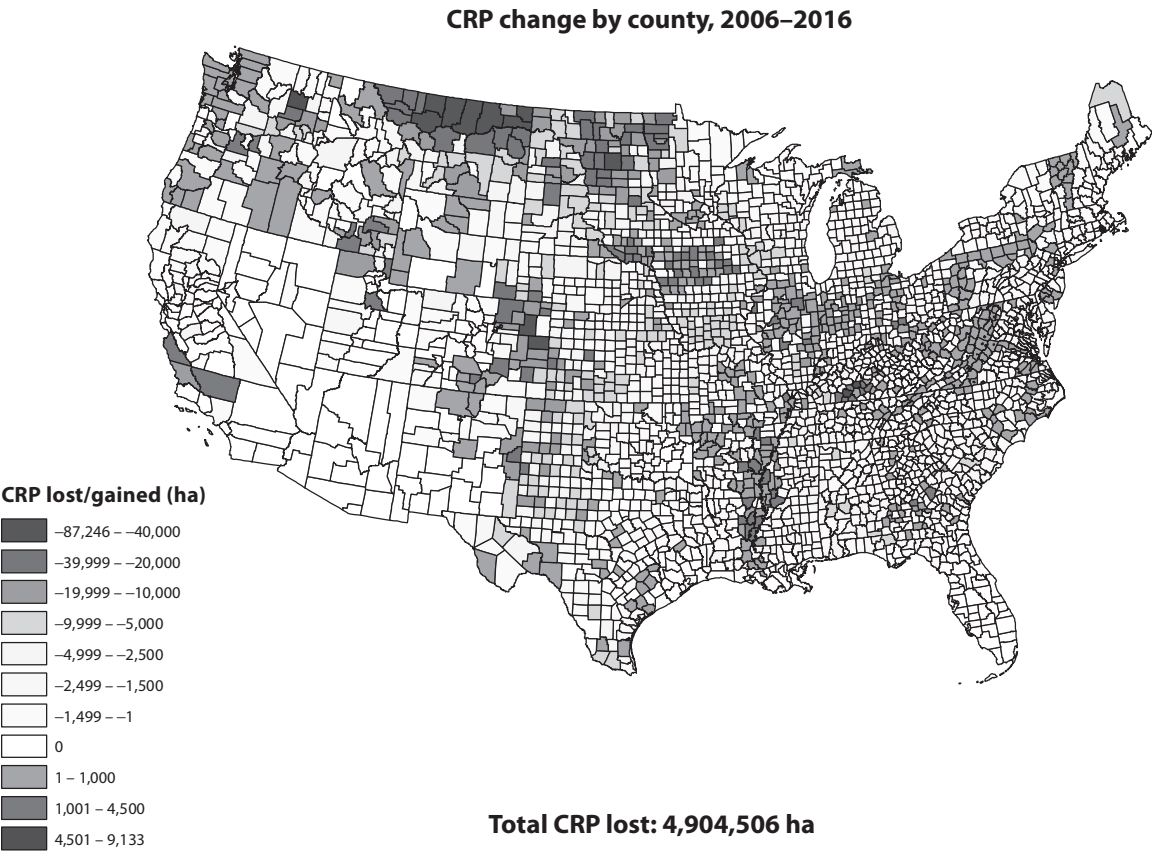 CRP change by county, 2006–2016
CRP lost/gained (ha)
–87,246 – –40,000
–39,999 – –20,000
–19,999 – –10,000
–9,999 – –5,000
–4,999 – –2,500
–2,499 – –1,500
–1,499 – –1
0
1 – 1,000
1,001 – 4,500
4,501 – 9,133
Total CRP lost: 4,904,506 ha